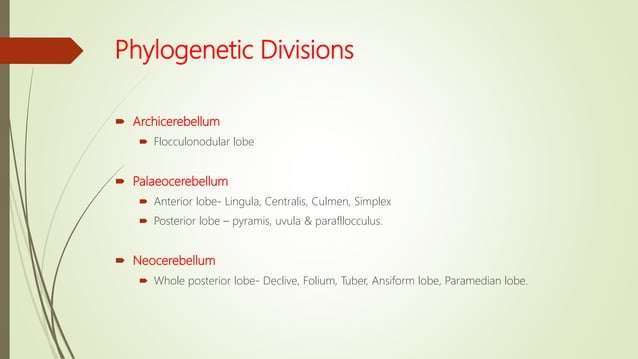 Phylogenetic Divisions
Archicerebellum
Flocculonodular lobe
Palaeocerebellum
Anterior lobe- Lingula, Centralis, Culmen, Simplex
Posterior lobe – pyramis, uvula & parafllocculus.
Neocerebellum
Whole posterior lobe- Declive, Folium, Tuber, Ansiform lobe, Paramedian lobe.